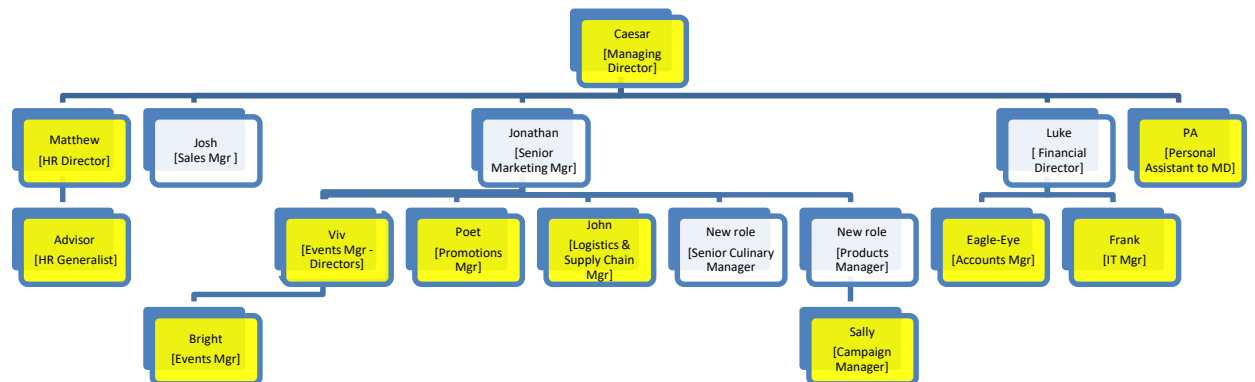 Caesar
[Managing
Director]
Matthew
[HR Director]
Josh
[Sales Mgr ]
Jonathan
[Senior
Marketing Mgr]
Luke
[ Financial
Director]
PA
[Personal
Assistant to MD]
Advisor
[HR Generalist]
Viv
[Events Mgr -
Directors]
Poet
[Promotions
Mgr]
John
[Logistics &
Supply Chain
Mgr]
New role
[Senior Culinary
Manager
New role
[Products
Manager]
Eagle-Eye
[Accounts Mgr]
Frank
[IT Mgr]
Bright
[Events Mgr]
Sally
[Campaign
Manager]